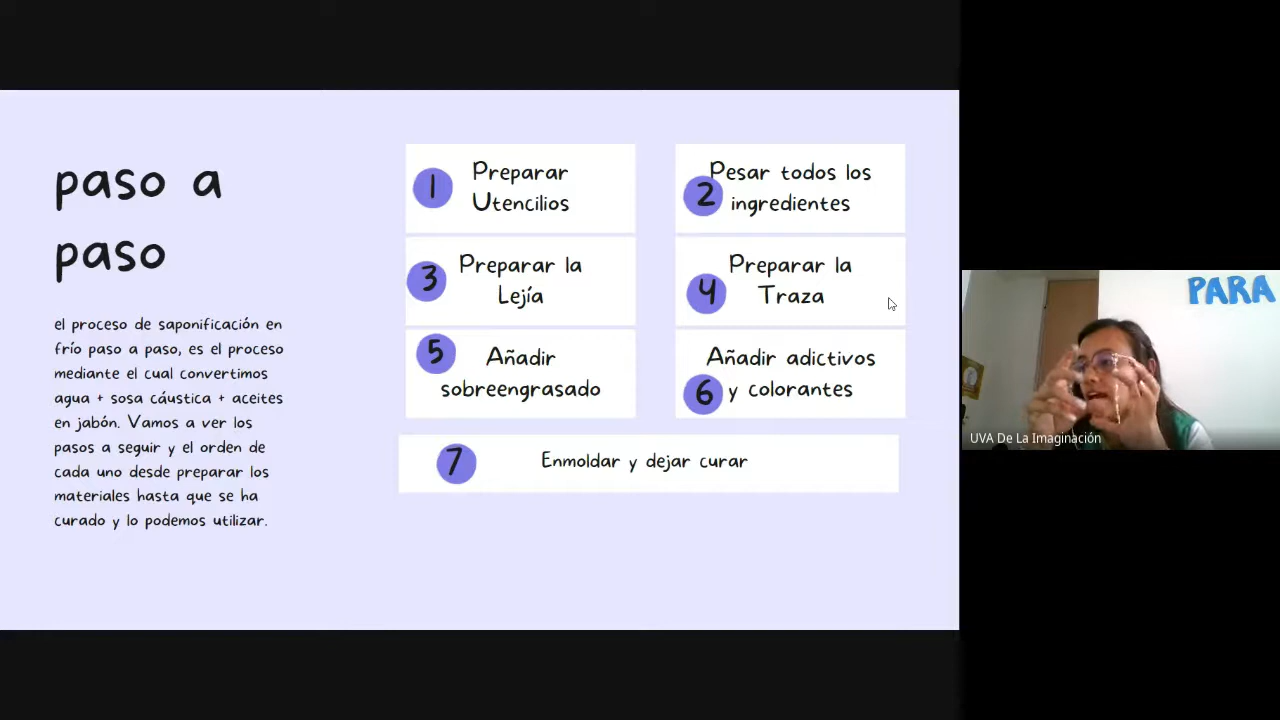 paso a
paso
el proceso de saponificación en
frío paso a paso, es el proceso
mediante el cual convertimos
agua + sosa cáustica + aceites
en jabón. Vamos a ver los
pasos a seguir y el orden de
cada uno desde preparar los
materiales hasta que se ha
curado y lo podemos utilizar.
1
Preparar
Utencilios
2
Pesar todos los
ingredientes
3
Preparar la
Lejía
4
Preparar la
Traza
5
Añadir
sobreengrasado
6
Añadir adictivos
y colorantes
7
Enmoldar y dejar curar
PARA
UVA De La Imaginación